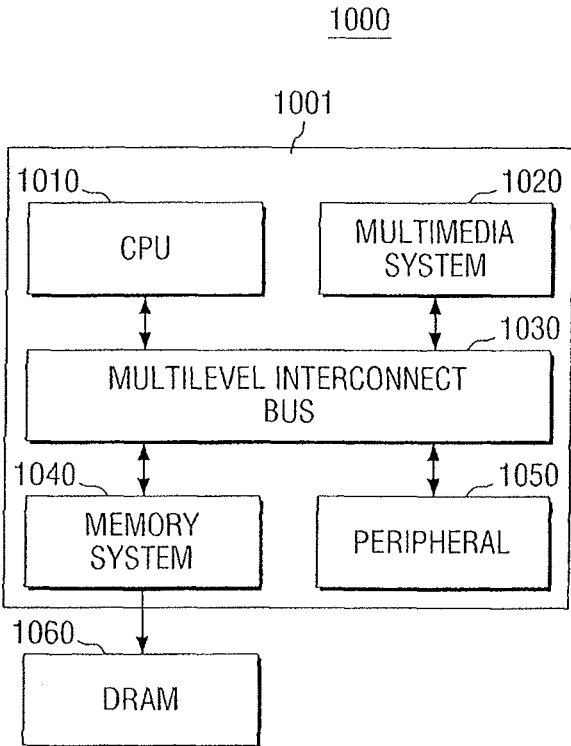 1000
1001
1010
1020
CPU
MULTIMEDIA
SYSTEM
1030
MULTILEVEL INTERCONNECT
BUS
1040
1050
MEMORY
SYSTEM
PERIPHERAL
1060
DRAM